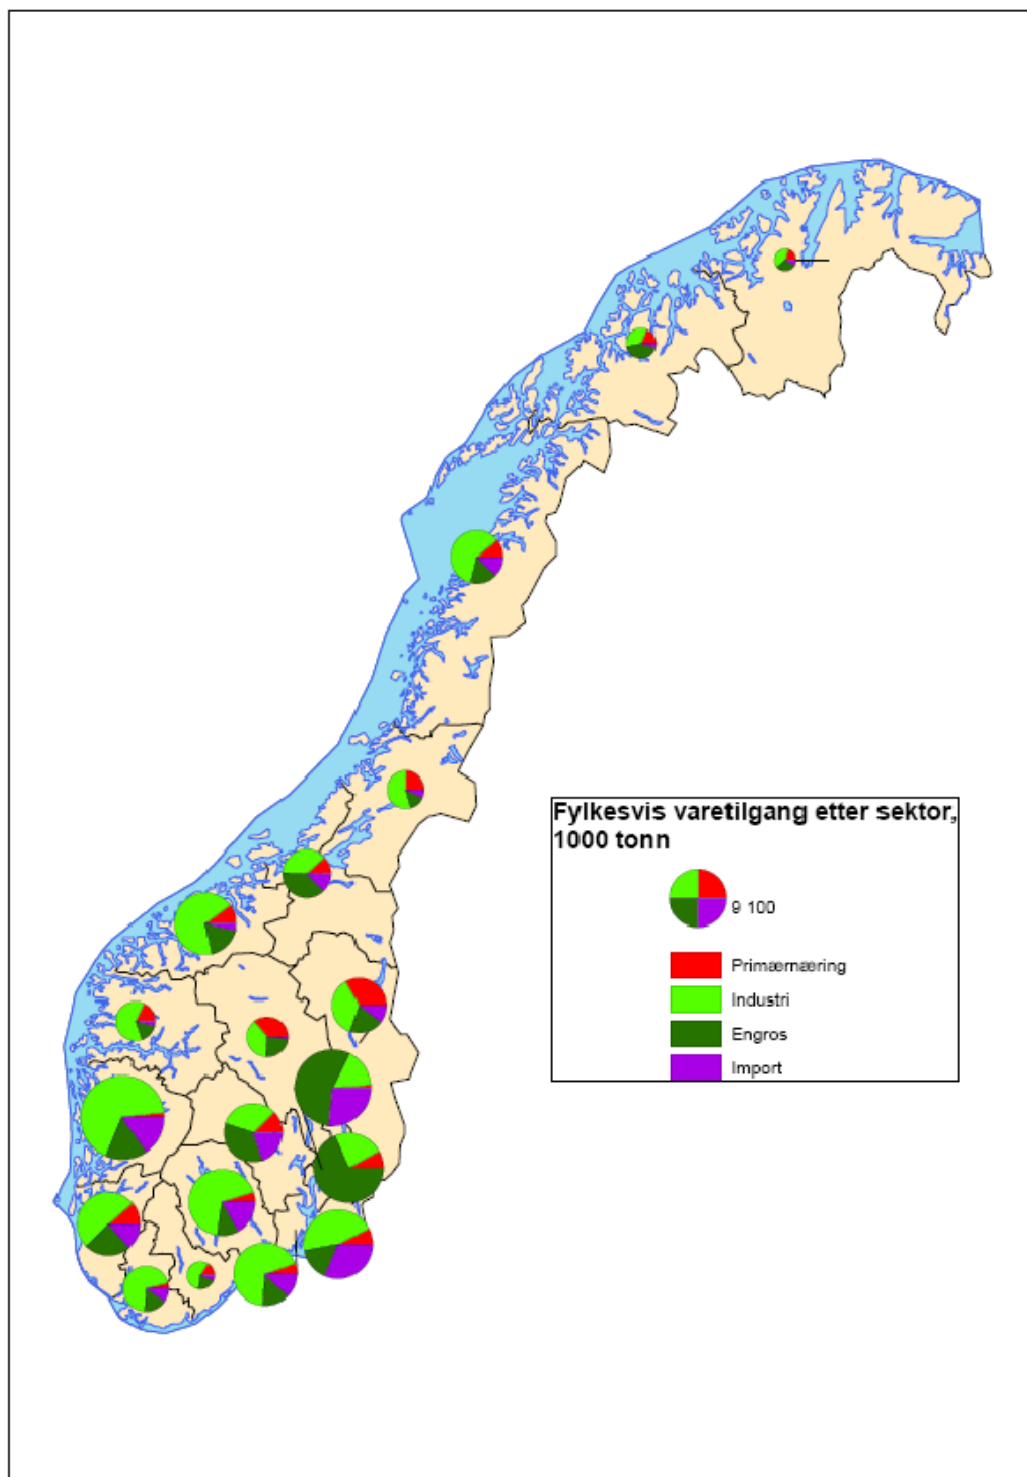 Fylkesvis varetilgang etter sektor,
1000 tonn
9 100
Primærnæring
Industri
Engros
Import